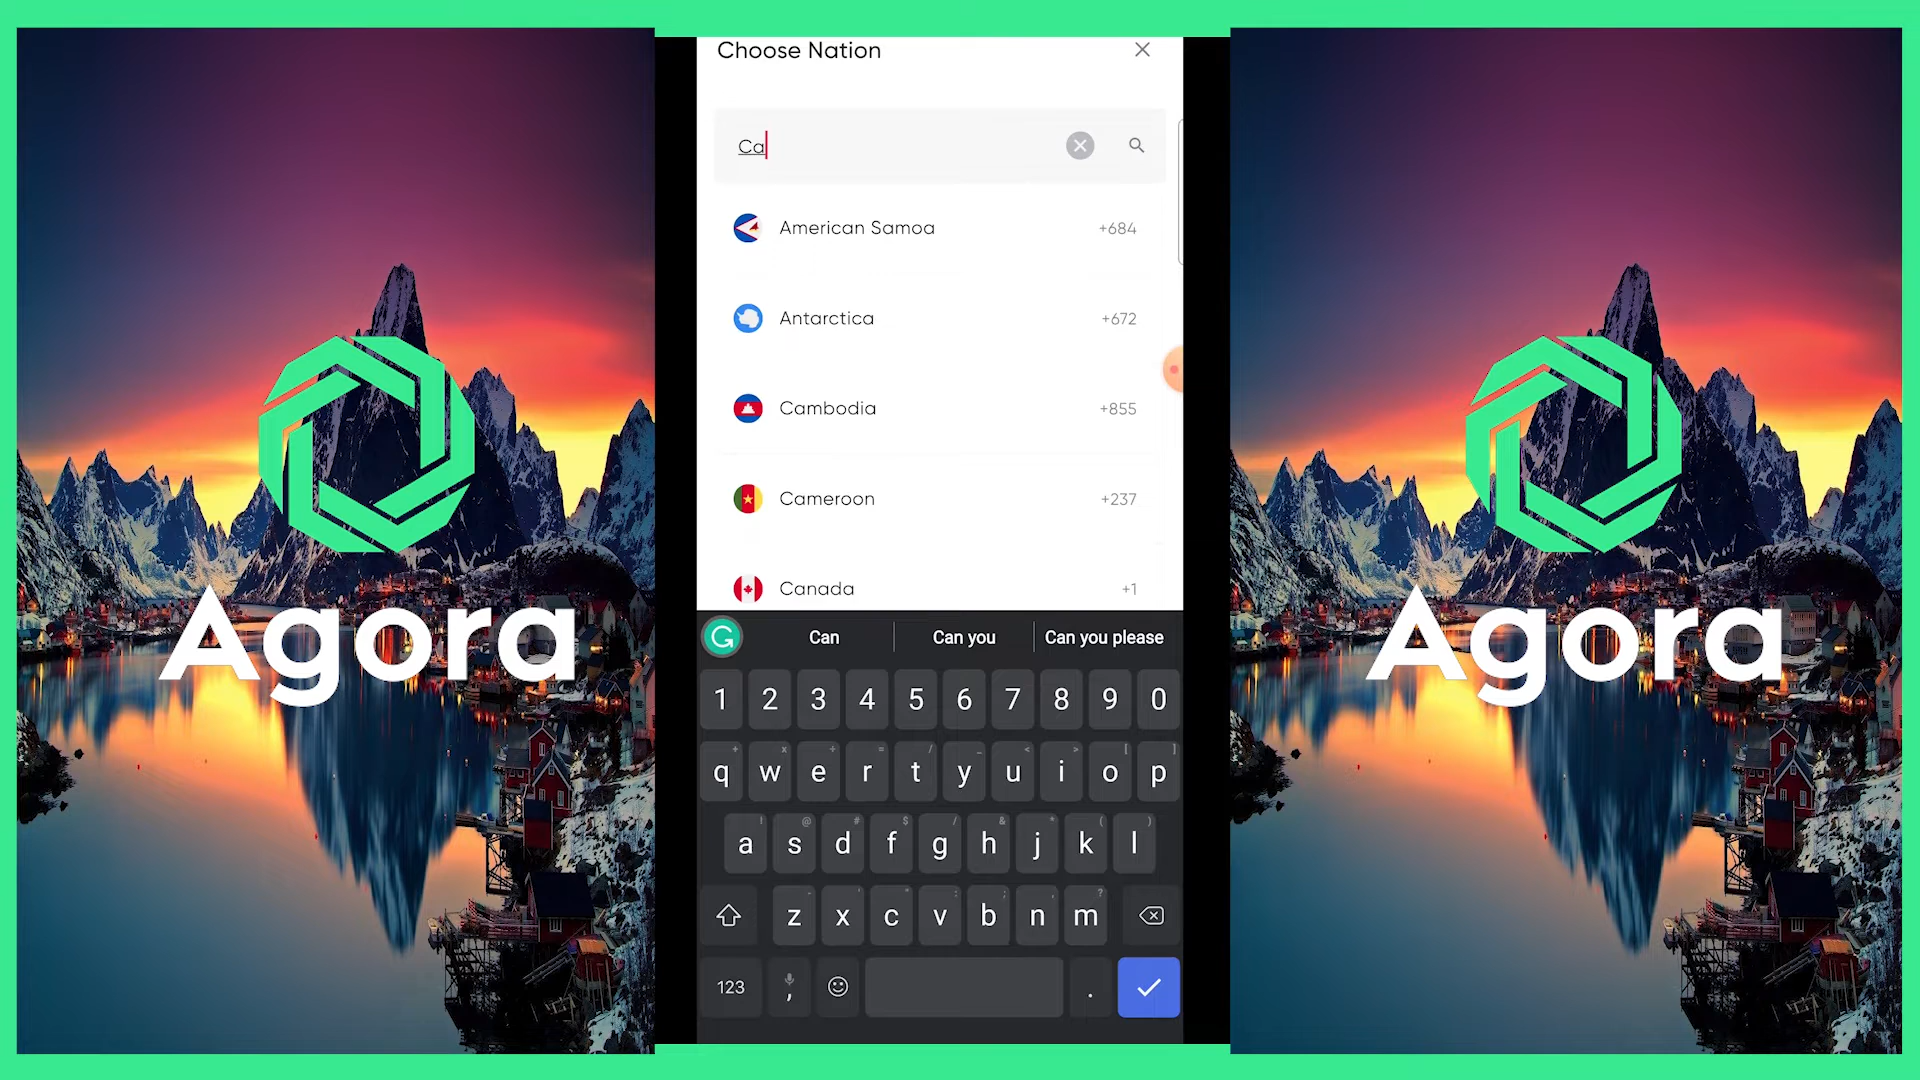 Choose Nation
Ca
American Samoa +684
Antarctica +672
Cambodia +855
Cameroon +237
Canada +1
Can Can you Can you please
1 2 3 4 5 6 7 8 9 0
q w e r t y u i o p
a s d f g h j k l
z x c v b n m
123 , .
Agora
Agora